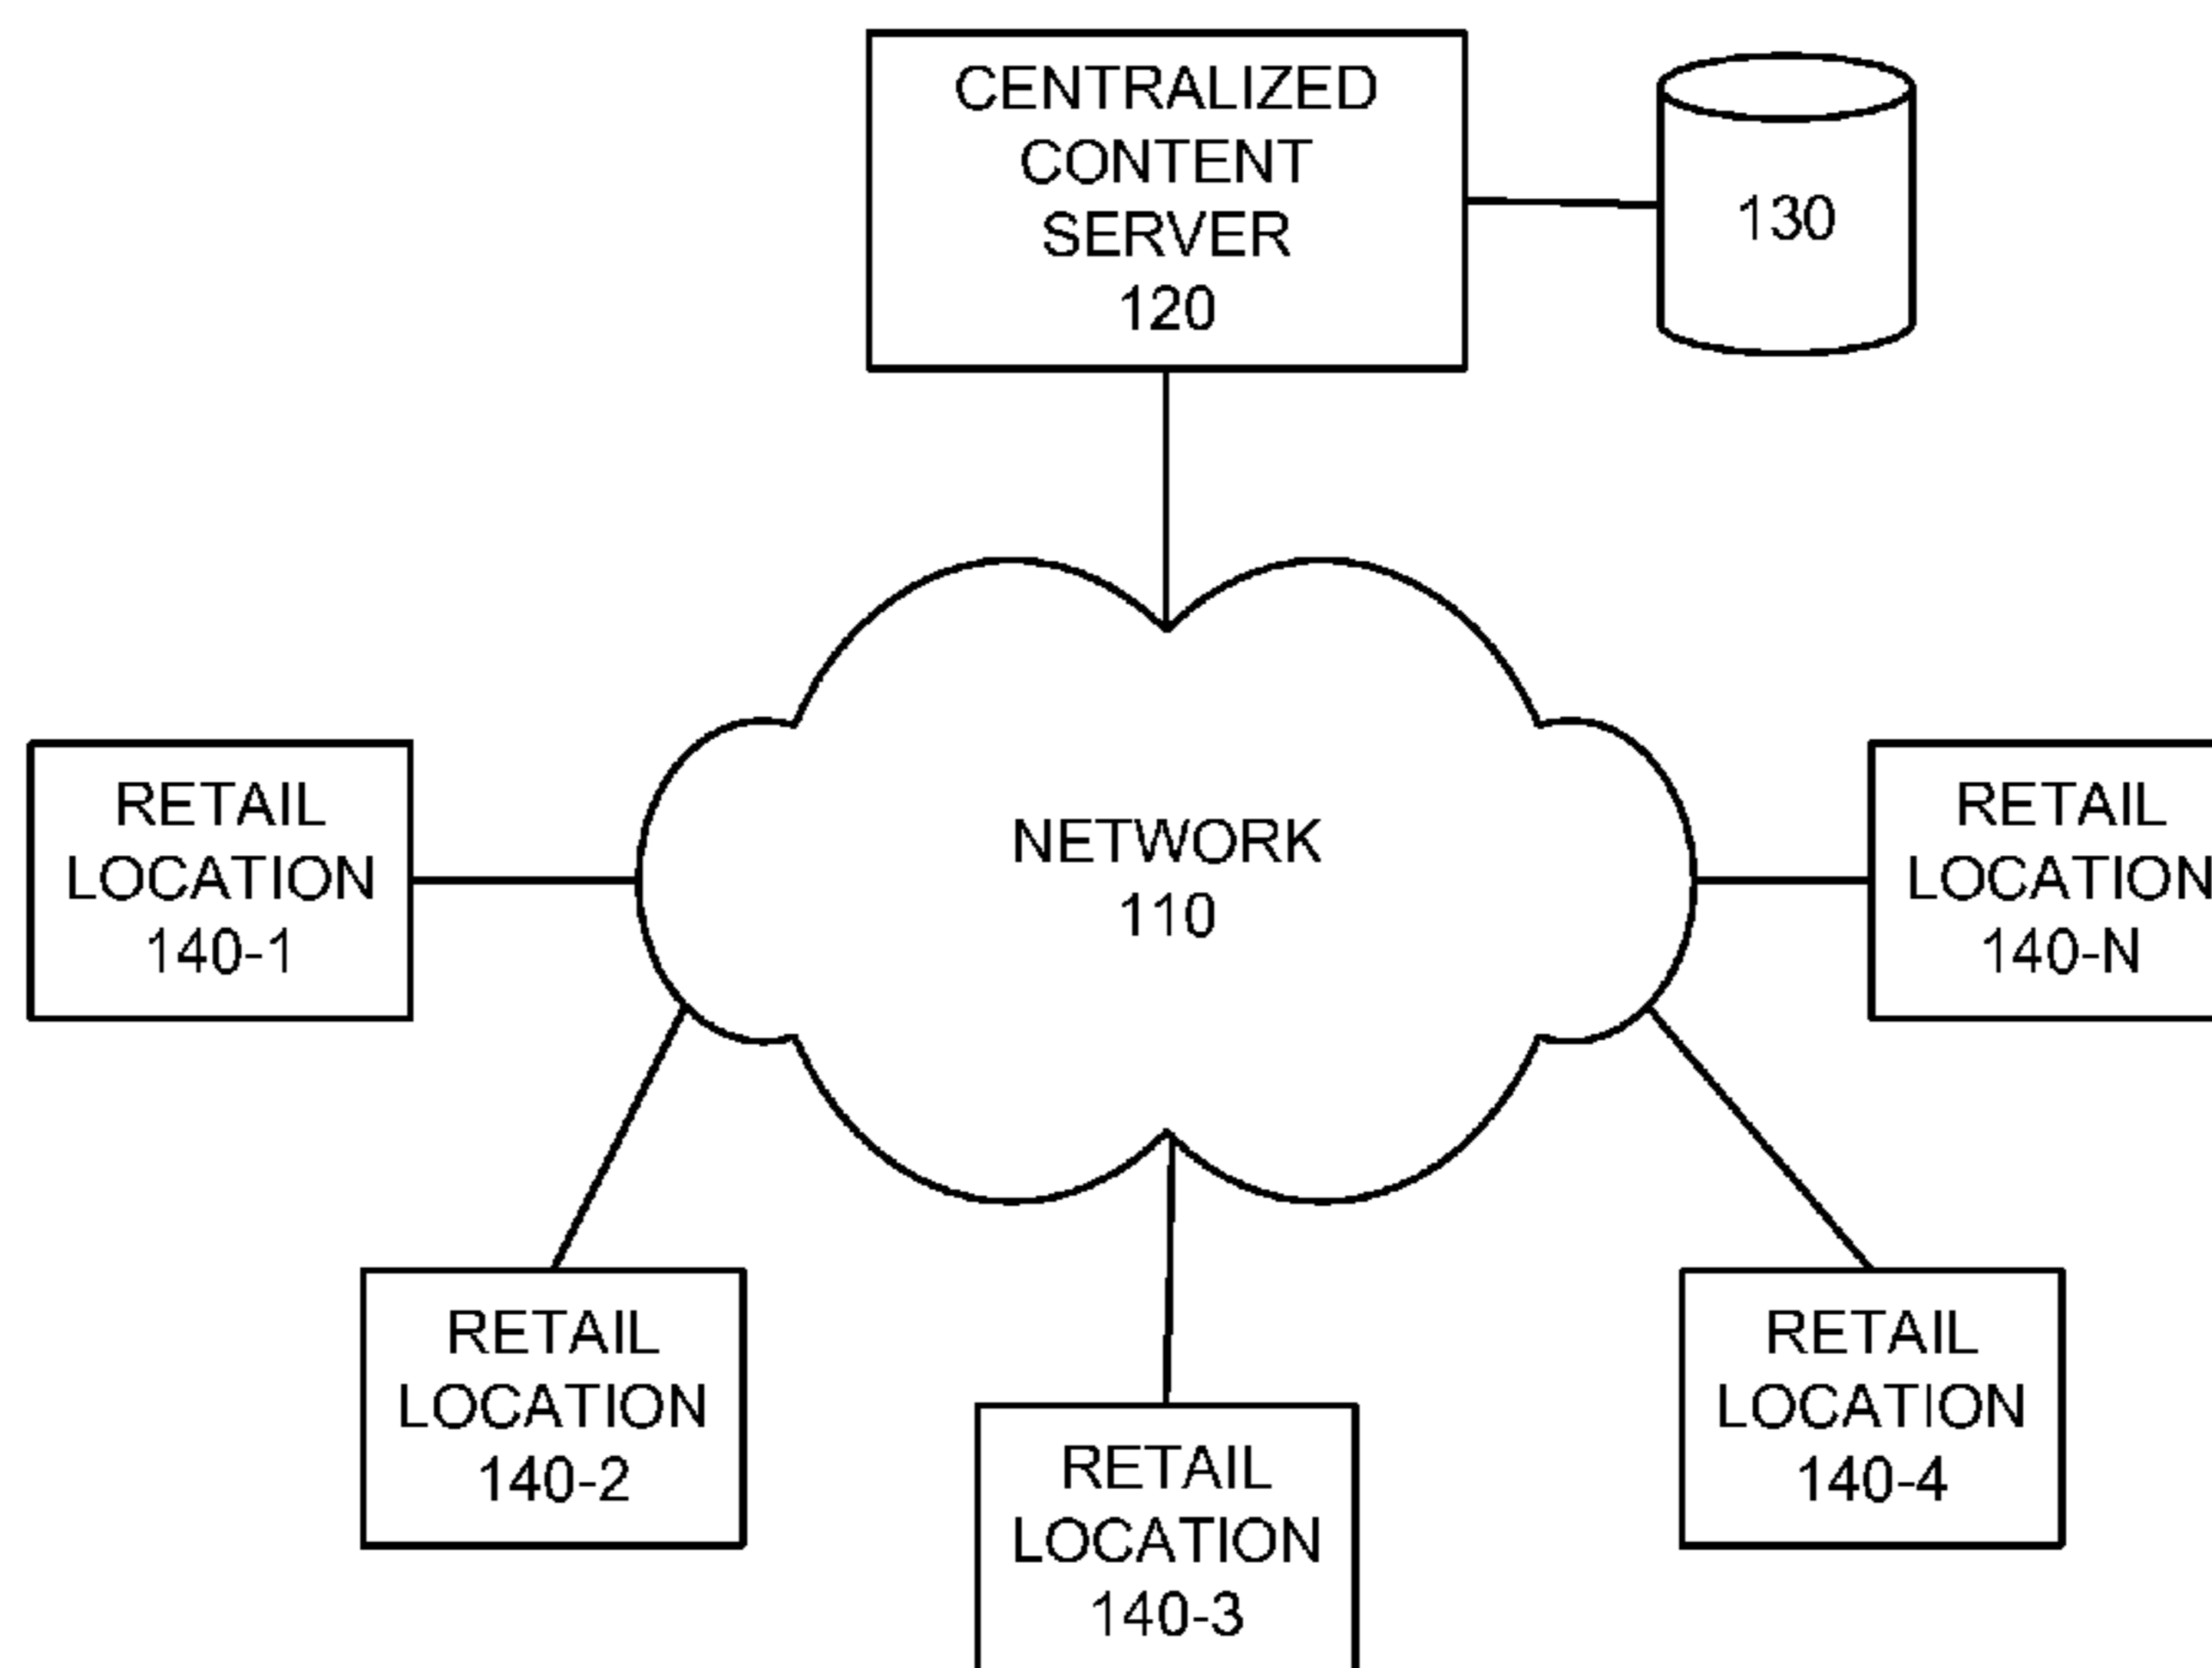 CENTRALIZED
CONTENT
SERVER
120
130
NETWORK
110
RETAIL
LOCATION
140-1
RETAIL
LOCATION
140-N
RETAIL
LOCATION
140-2
RETAIL
LOCATION
140-3
RETAIL
LOCATION
140-4